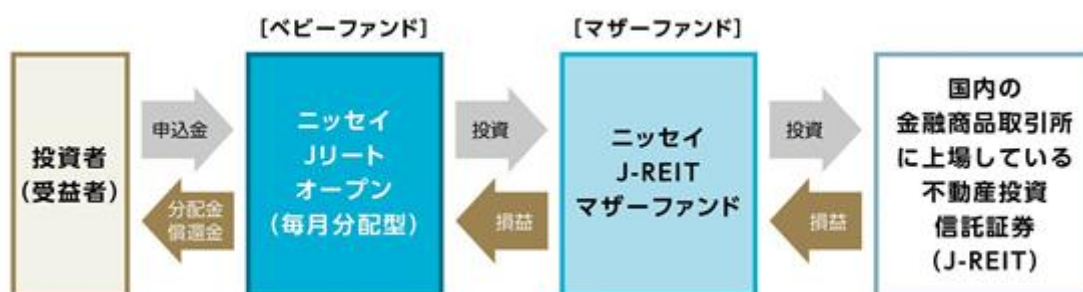 [ベビーファンド]
[マザーファンド]
投資者
(受益者)
申込金
分配金
償還金
ニッセイ
Jリート
オープン
(毎月分配型)
投資
損益
ニッセイ
J-REIT
マザーファンド
投資
損益
国内の
金融商品取引所
に上場している
不動産投資
信託証券
(J-REIT)